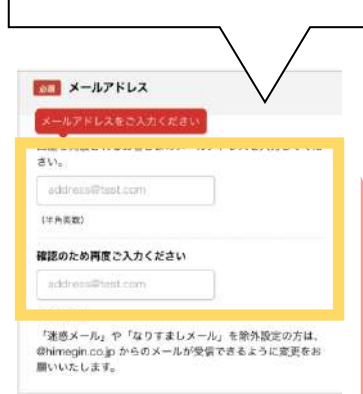 必須 メールアドレス
メールアドレスをご入力ください
さい。
address@test.com
(半角英数)
確認のため再度ご入力ください
address@test.com
「迷惑メール」や「なりすましメール」を除外設定の方は、
@himegin.co.jp からのメールが受信できるように変更をお
願いいたします。